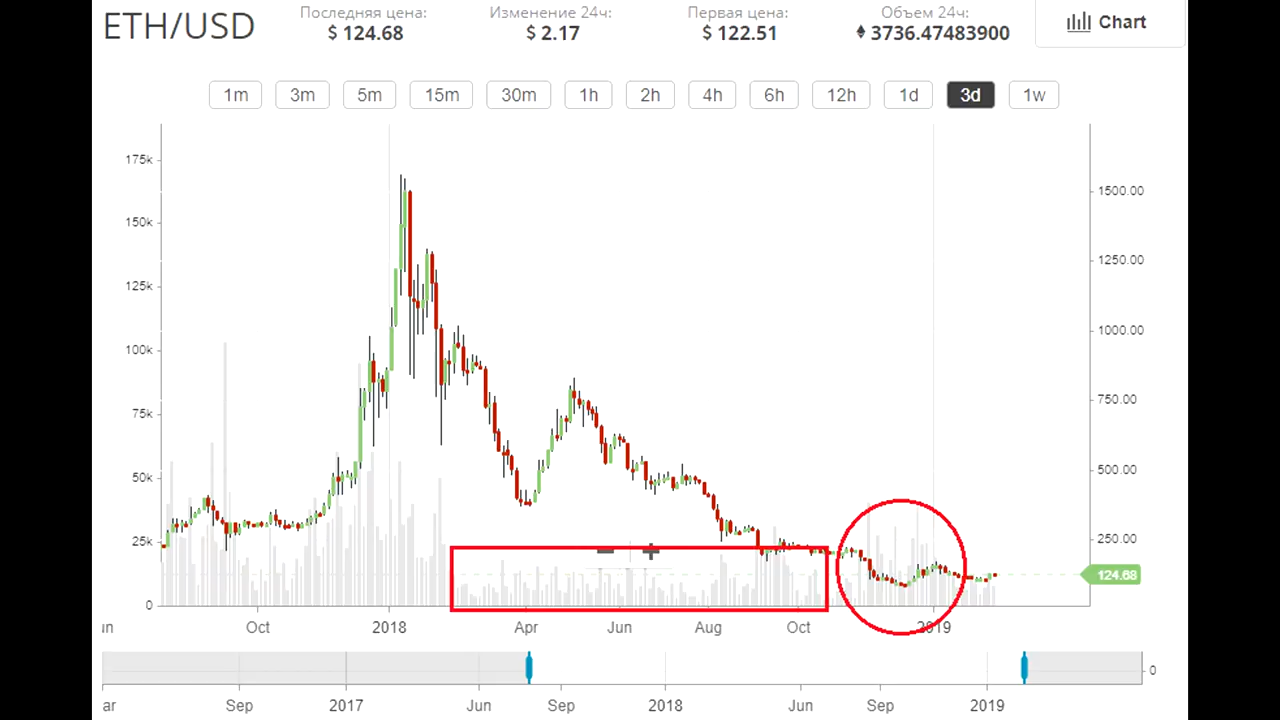 ETH/USD
Последняя цена:
$ 124.68
Изменение 24ч:
$ 2.17
Первая цена:
$ 122.51
Объем 24ч:
3736.47483900
Chart
1m 3m 5m 15m 30m 1h 2h 4h 6h 12h 1d 3d 1w
175k
150k
125k
100k
75k
50k
25k
0
1500.00
1250.00
1000.00
750.00
500.00
250.00
124.68
un Oct 2018 Apr Jun Aug Oct 2019
0
ar Sep 2017 Jun Sep 2018 Jun Sep 2019